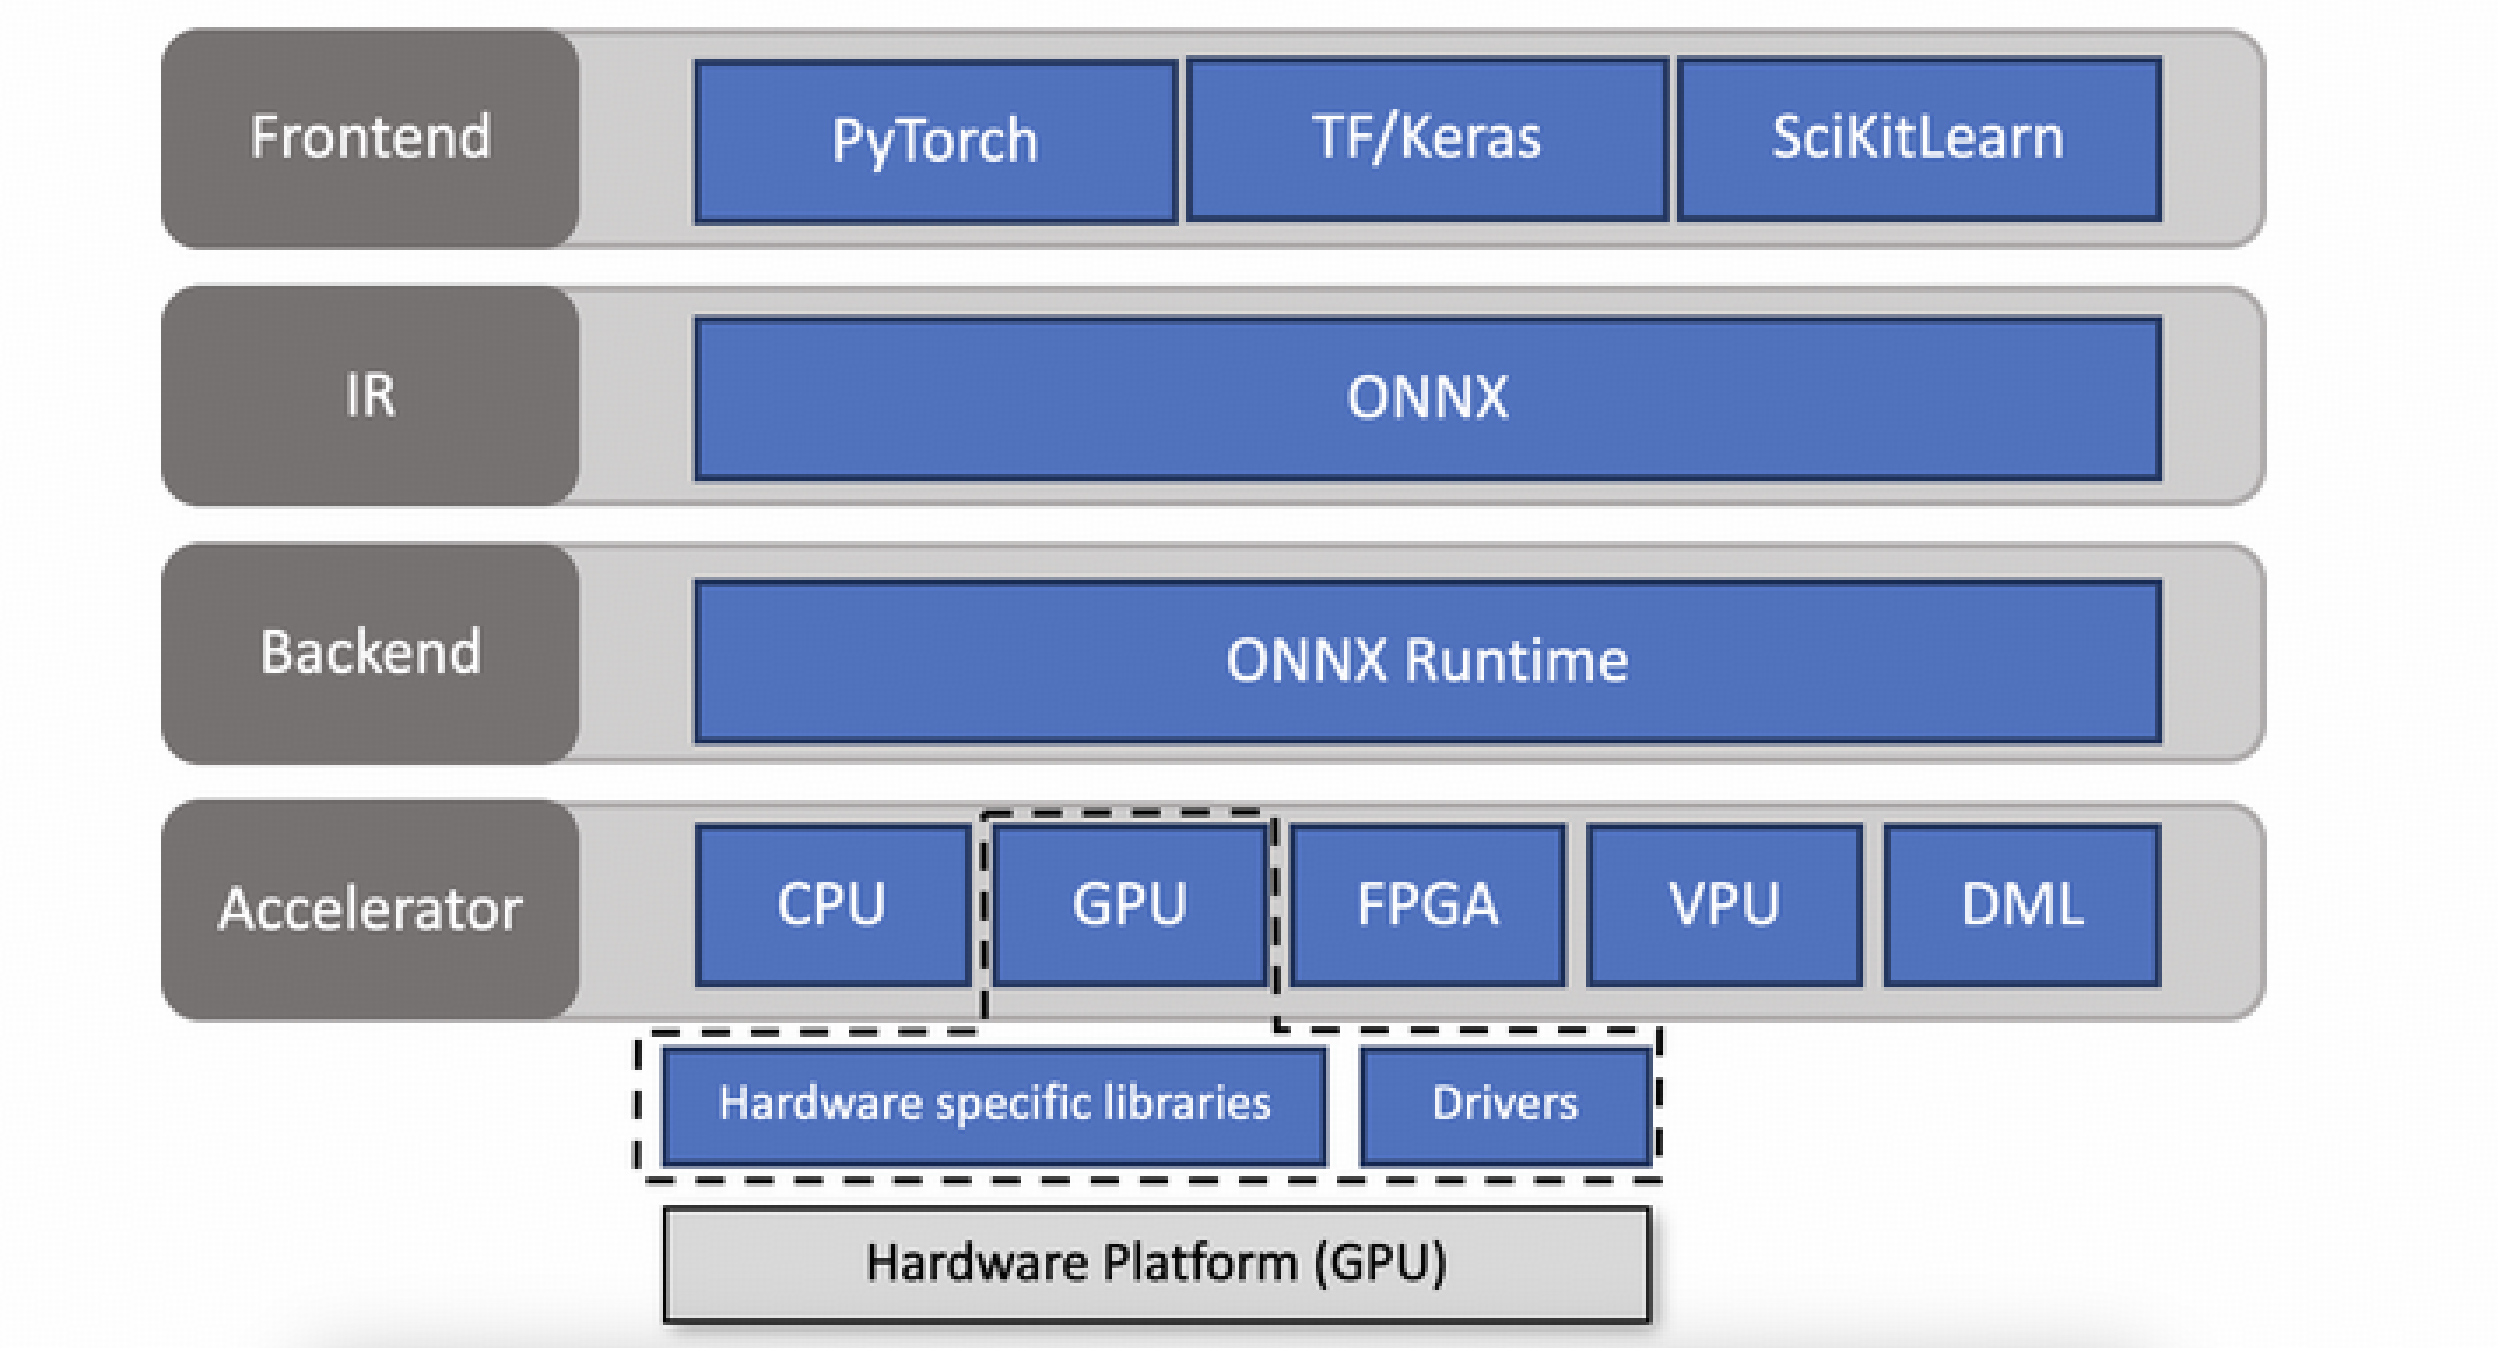 Frontend
PyTorch
TF/Keras
SciKitLearn
IR
ONNX
Backend
ONNX Runtime
Accelerator
CPU
GPU
FPGA
VPU
DML
Hardware specific libraries
Drivers
Hardware Platform (GPU)